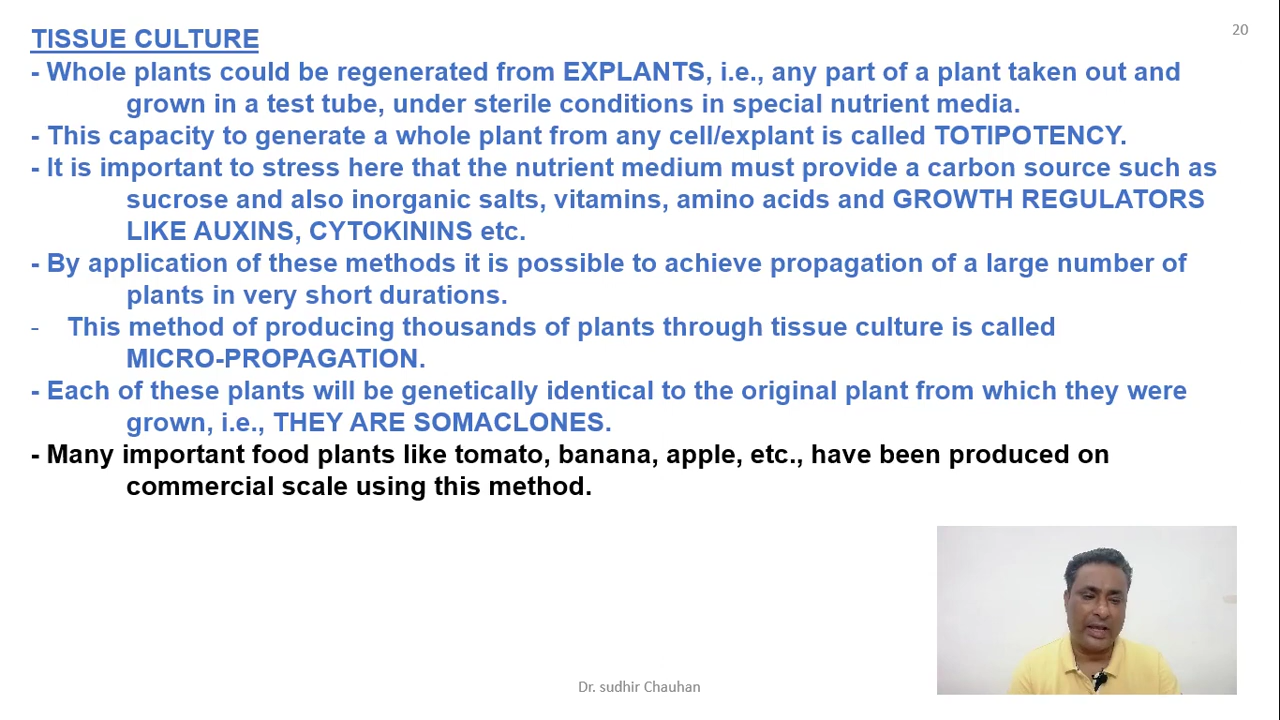 20
TISSUE CULTURE
- Whole plants could be regenerated from EXPLANTS, i.e., any part of a plant taken out and
grown in a test tube, under sterile conditions in special nutrient media.
- This capacity to generate a whole plant from any cell/explant is called TOTIPOTENCY.
- It is important to stress here that the nutrient medium must provide a carbon source such as
sucrose and also inorganic salts, vitamins, amino acids and GROWTH REGULATORS
LIKE AUXINS, CYTOKININS etc.
- By application of these methods it is possible to achieve propagation of a large number of
plants in very short durations.
- This method of producing thousands of plants through tissue culture is called
MICRO-PROPAGATION.
- Each of these plants will be genetically identical to the original plant from which they were
grown, i.e., THEY ARE SOMACLONES.
- Many important food plants like tomato, banana, apple, etc., have been produced on
commercial scale using this method.
Dr. sudhir Chauhan